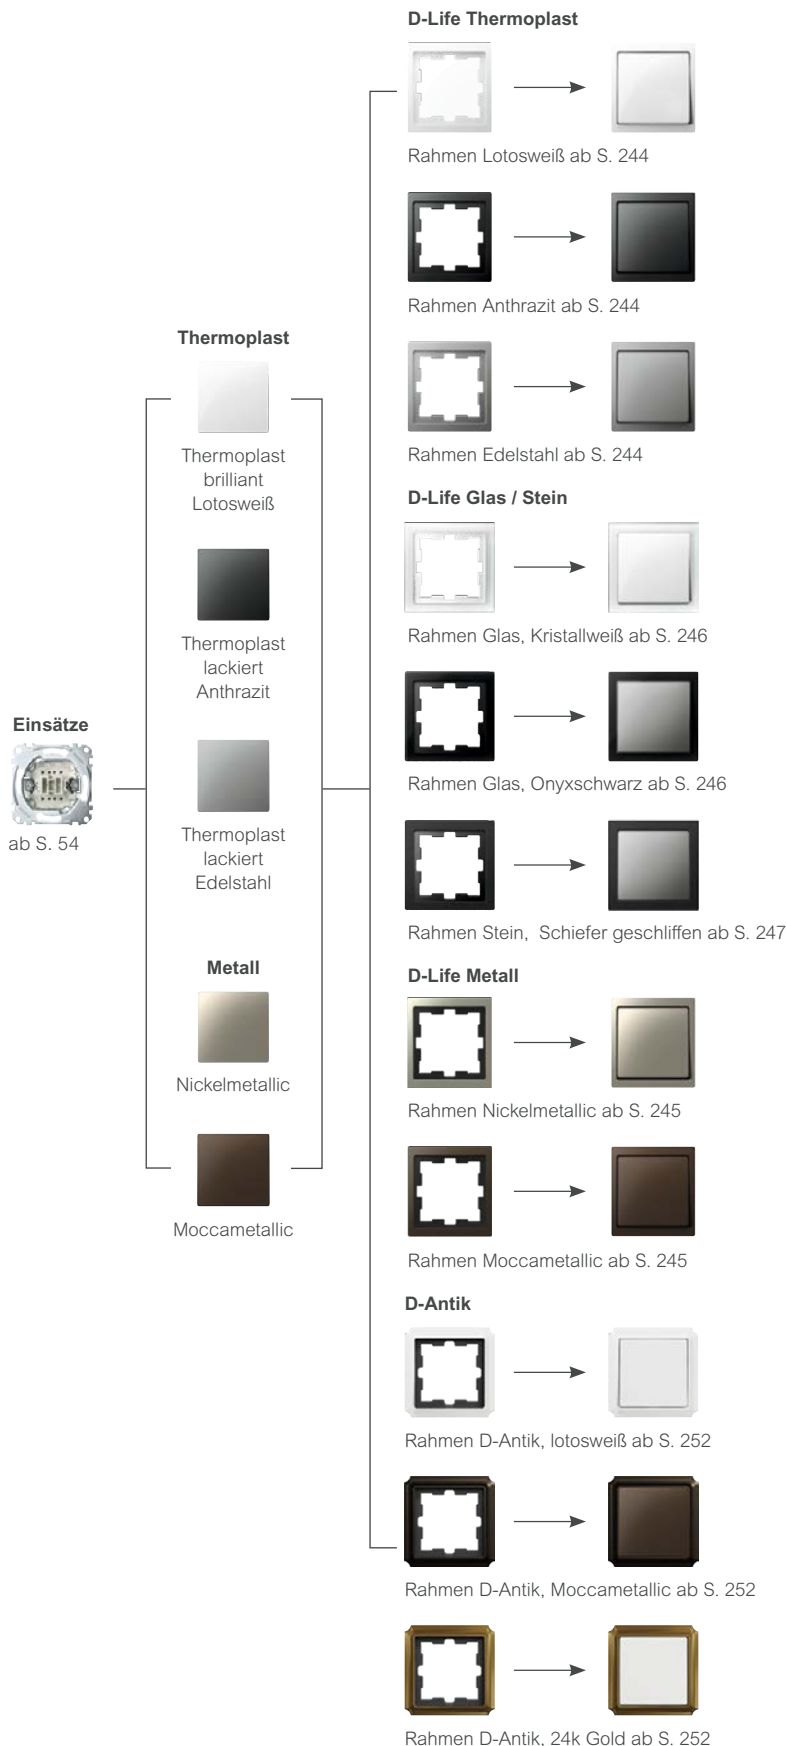 Einsätze
ab S. 54
Thermoplast
Thermoplast
brilliant
Lotosweiß
Thermoplast
lackiert
Anthrazit
Thermoplast
lackiert
Edelstahl
Metall
Nickelmetallic
Moccametallic
D-Life Thermoplast
Rahmen Lotosweiß ab S. 244
Rahmen Anthrazit ab S. 244
Rahmen Edelstahl ab S. 244
D-Life Glas / Stein
Rahmen Glas, Kristallweiß ab S. 246
Rahmen Glas, Onyxschwarz ab S. 246
Rahmen Stein, Schiefer geschliffen ab S. 247
D-Life Metall
Rahmen Nickelmetallic ab S. 245
Rahmen Moccametallic ab S. 245
D-Antik
Rahmen D-Antik, lotosweiß ab S. 252
Rahmen D-Antik, Moccametallic ab S. 252
Rahmen D-Antik, 24k Gold ab S. 252